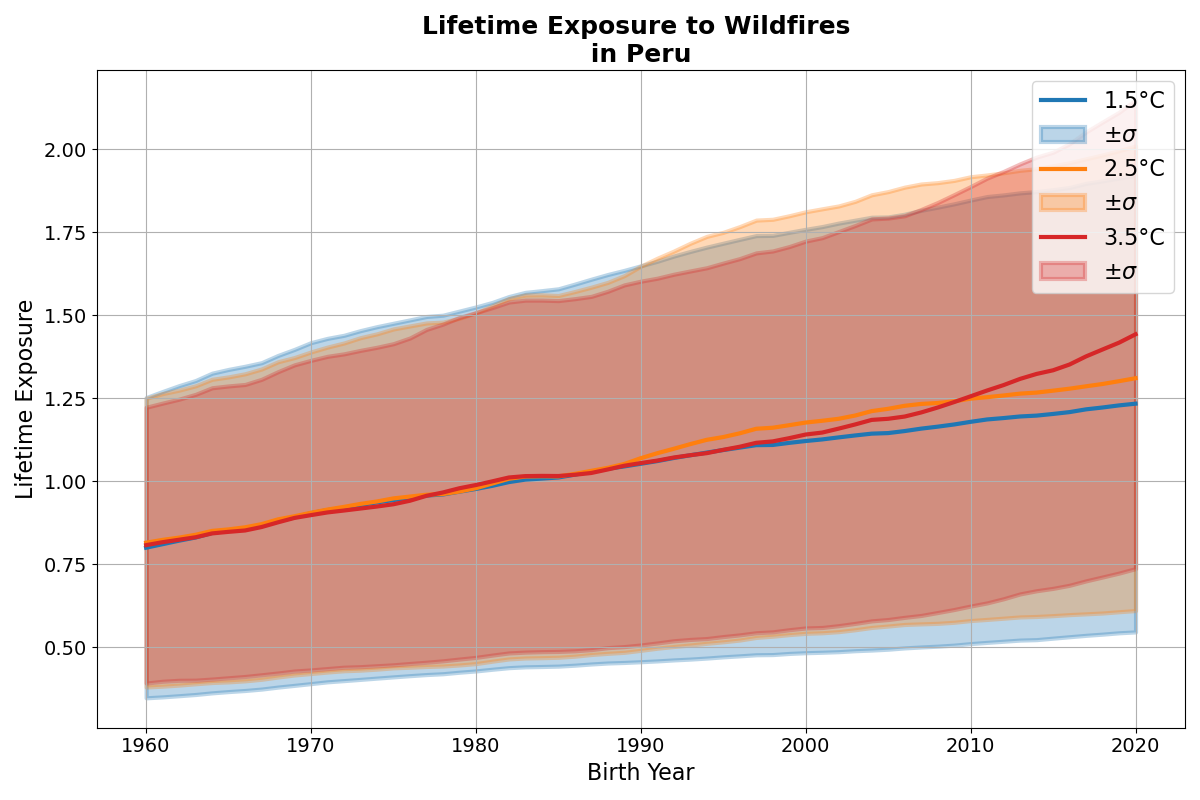 Lifetime Exposure to Wildfires
in Peru
Lifetime Exposure
2.00
1.75
1.50
1.25
1.00
0.75
0.50
1960
1970
1980
1990
2000
2010
2020
Birth Year
1.5°C
±σ
2.5°C
±σ
3.5°C
±σ